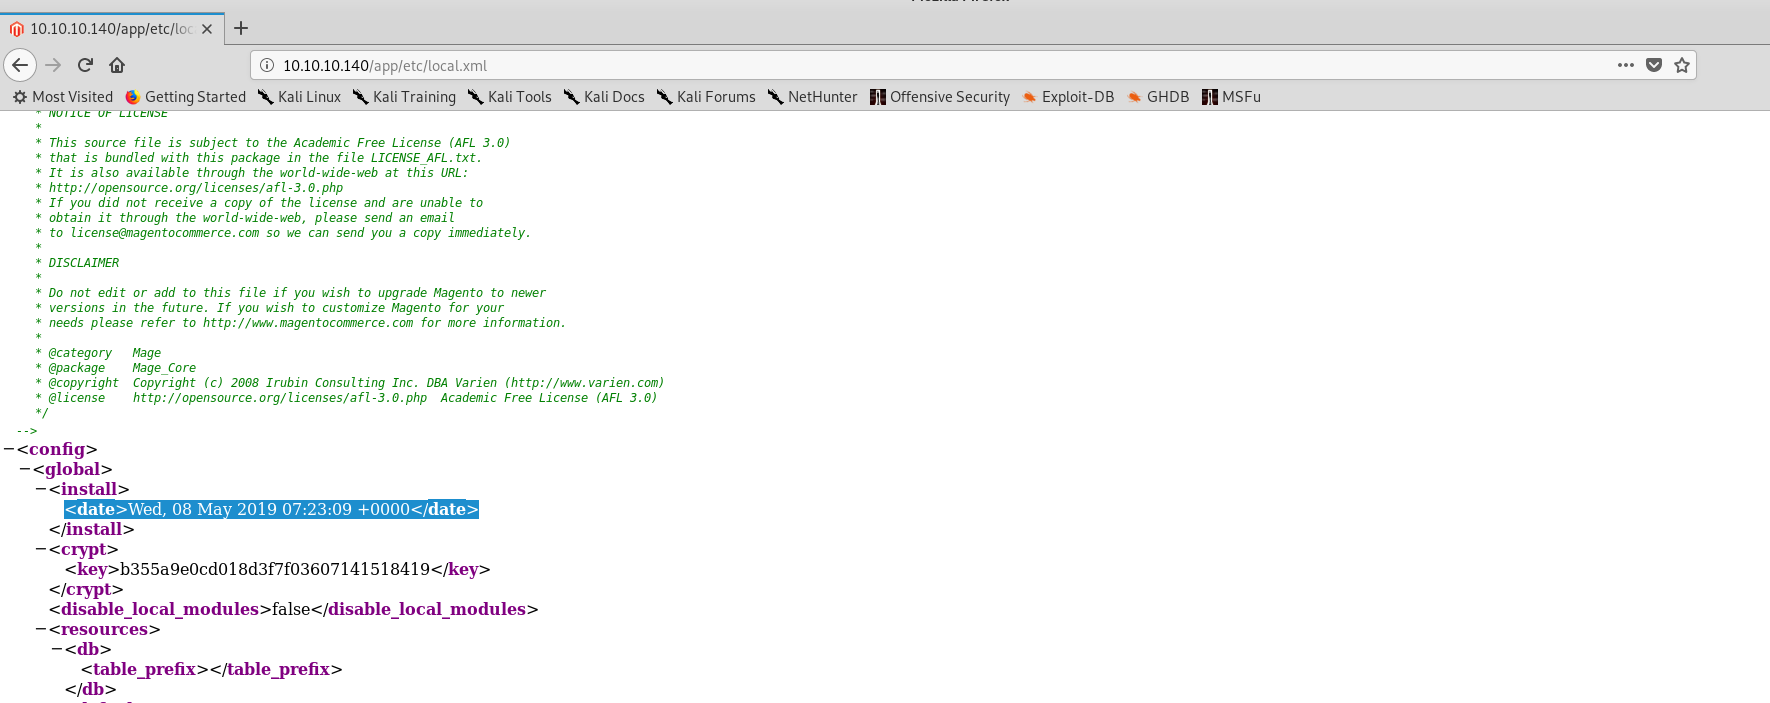 10.10.10.140/app/etc/loc
10.10.10.140/app/etc/local.xml
Most Visited Getting Started Kali Linux Kali Training Kali Tools Kali Docs Kali Forums NetHunter Offensive Security Exploit-DB GHDB MSFu
* NOTICE OF LICENSE
*
* This source file is subject to the Academic Free License (AFL 3.0)
* that is bundled with this package in the file LICENSE_AFL.txt.
* It is also available through the world-wide-web at this URL:
* http://opensource.org/licenses/afl-3.0.php
* If you did not receive a copy of the license and are unable to
* obtain it through the world-wide-web, please send an email
* to license@magentocommerce.com so we can send you a copy immediately.
*
* DISCLAIMER
*
* Do not edit or add to this file if you wish to upgrade Magento to newer
* versions in the future. If you wish to customize Magento for your
* needs please refer to http://www.magentocommerce.com for more information.
*
* @category Mage
* @package Mage_Core
* @copyright Copyright (c) 2008 Irubin Consulting Inc. DBA Varien (http://www.varien.com)
* @license http://opensource.org/licenses/afl-3.0.php Academic Free License (AFL 3.0)
*/
-->
−<config>
−<global>
−<install>
<date>Wed, 08 May 2019 07:23:09 +0000</date>
</install>
−<crypt>
<key>b355a9e0cd018d3f7f03607141518419</key>
</crypt>
<disable_local_modules>false</disable_local_modules>
−<resources>
−<db>
<table_prefix></table_prefix>
</db>